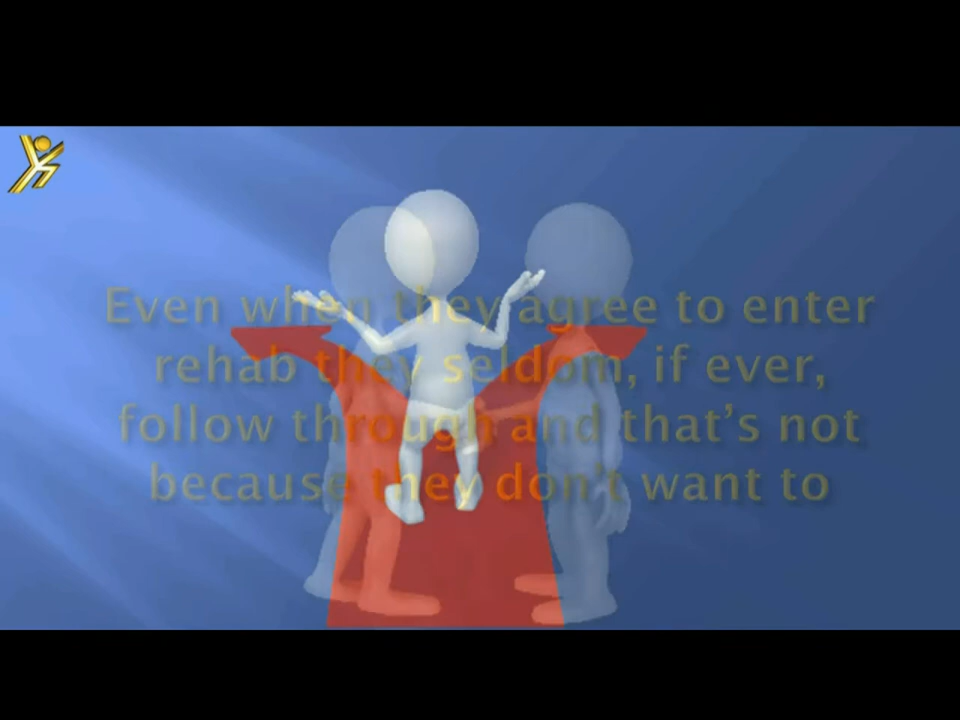 Even when they agree to enter
rehab they seldom, if ever,
follow through and that's not
because they don't want to